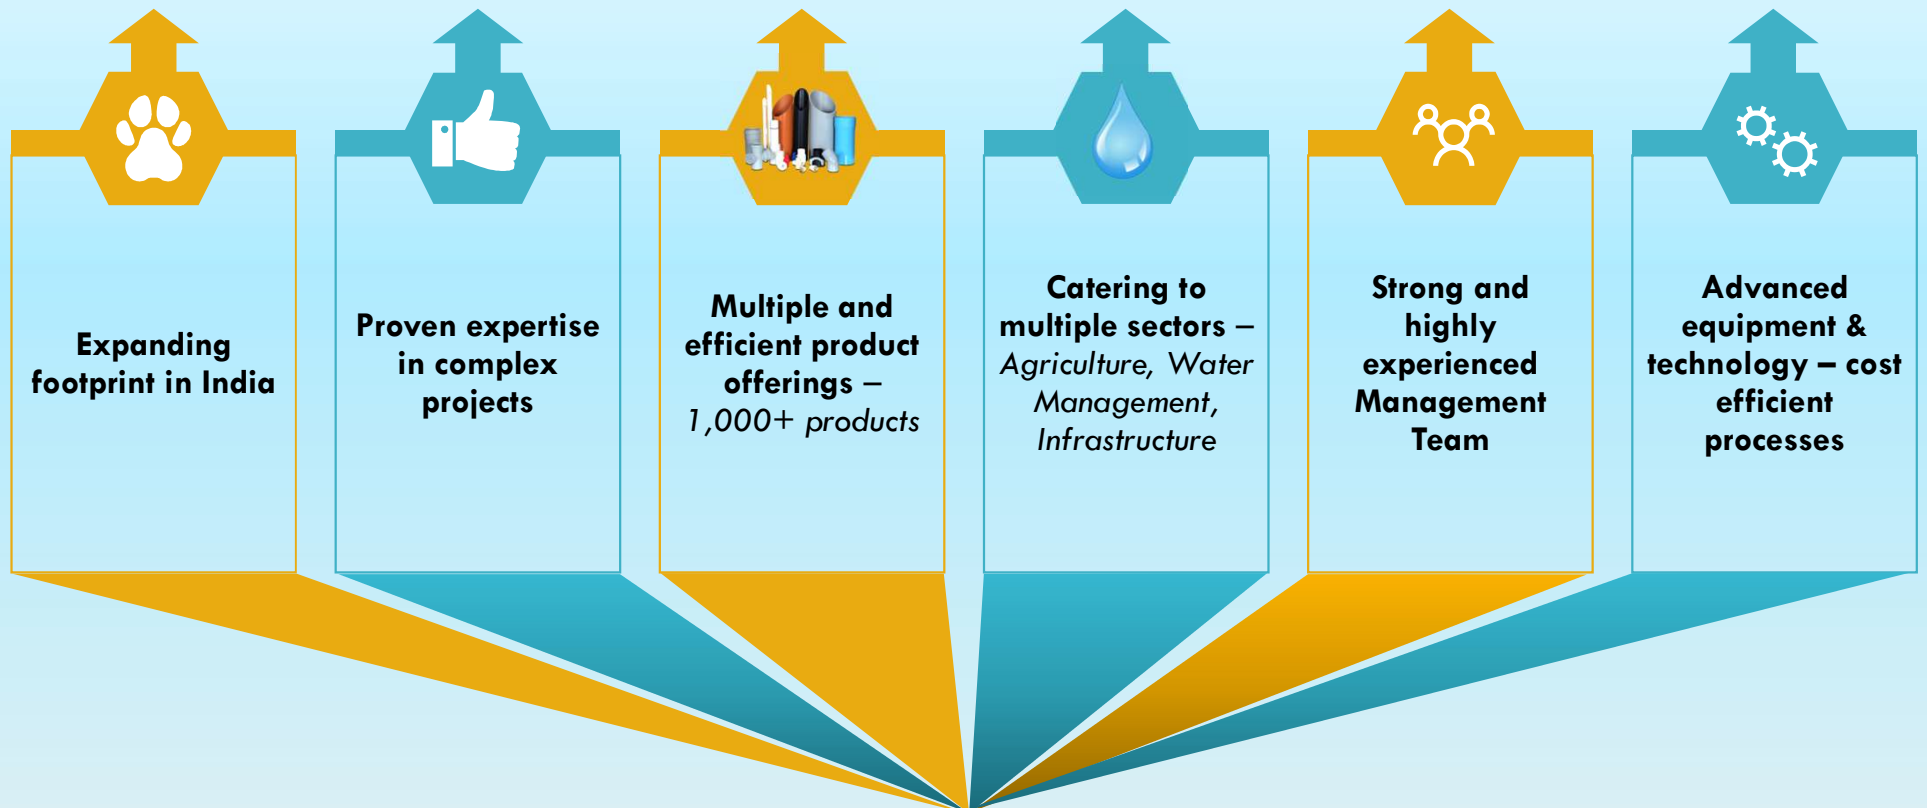 Expanding
footprint in India
Proven expertise
in complex
projects
Multiple and
efficient product
offerings –
1,000+ products
Catering to
multiple sectors –
Agriculture, Water
Management,
Infrastructure
Strong and
highly
experienced
Management
Team
Advanced
equipment &
technology – cost
efficient
processes